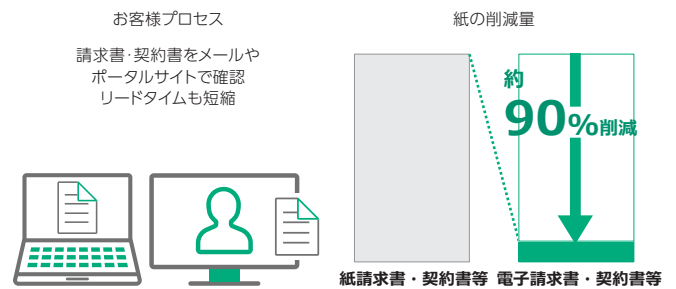 お客様プロセス
請求書･契約書をメールや
ポータルサイトで確認
リードタイムも短縮
紙の削減量
約
90%削減
紙請求書・契約書等
電子請求書・契約書等